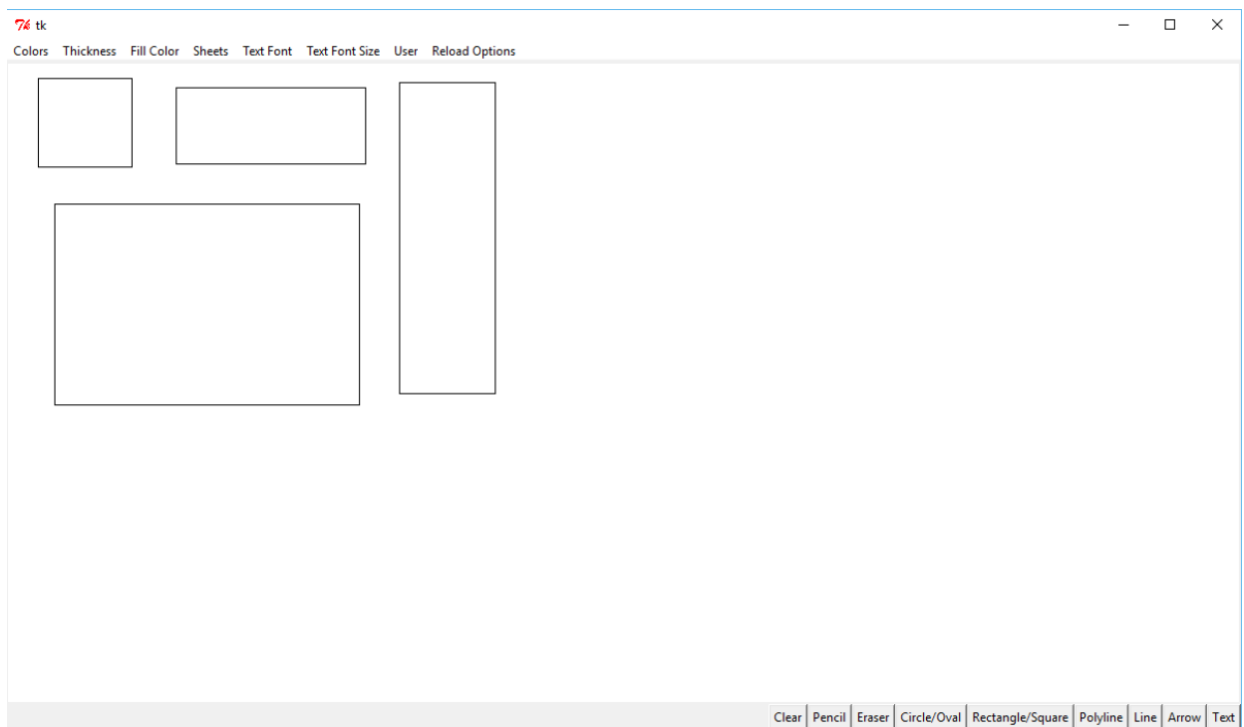 tk
Colors Thickness Fill Color Sheets Text Font Text Font Size User Reload Options
Clear Pencil Eraser Circle/Oval Rectangle/Square Polyline Line Arrow Text